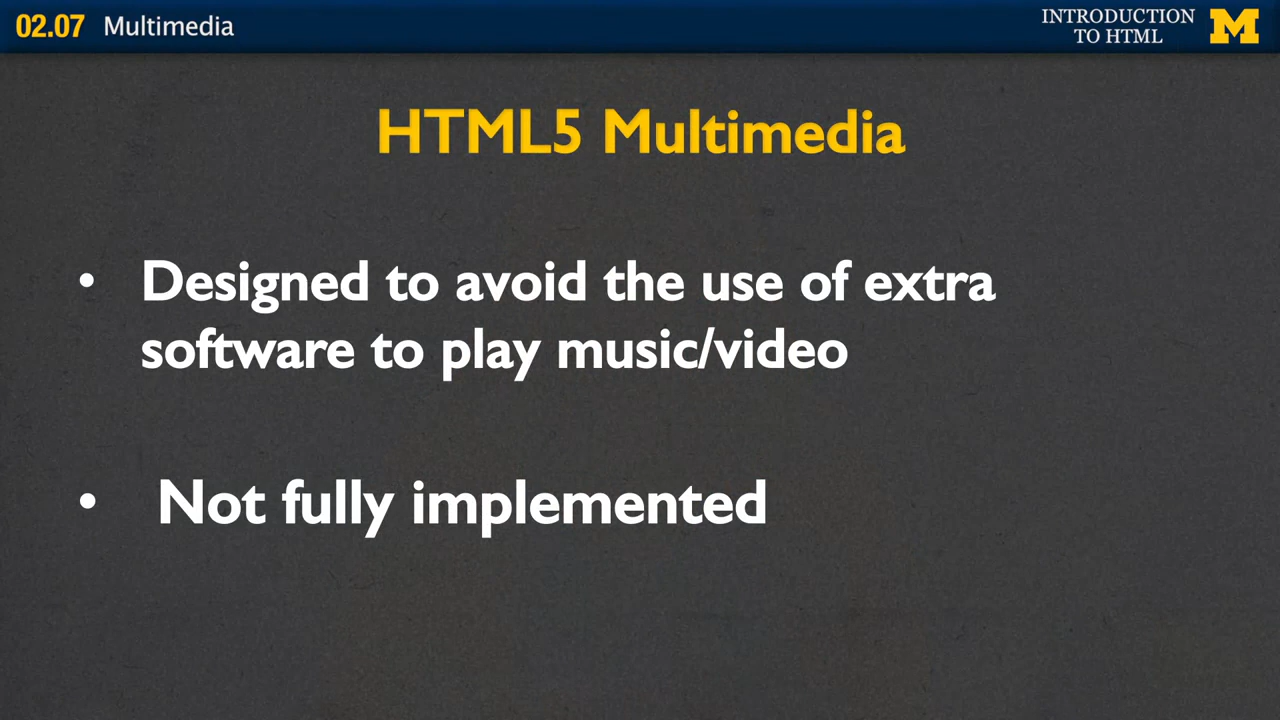 02.07 Multimedia
INTRODUCTION
TO HTML
M
HTML5 Multimedia
• Designed to avoid the use of extra
software to play music/video
• Not fully implemented